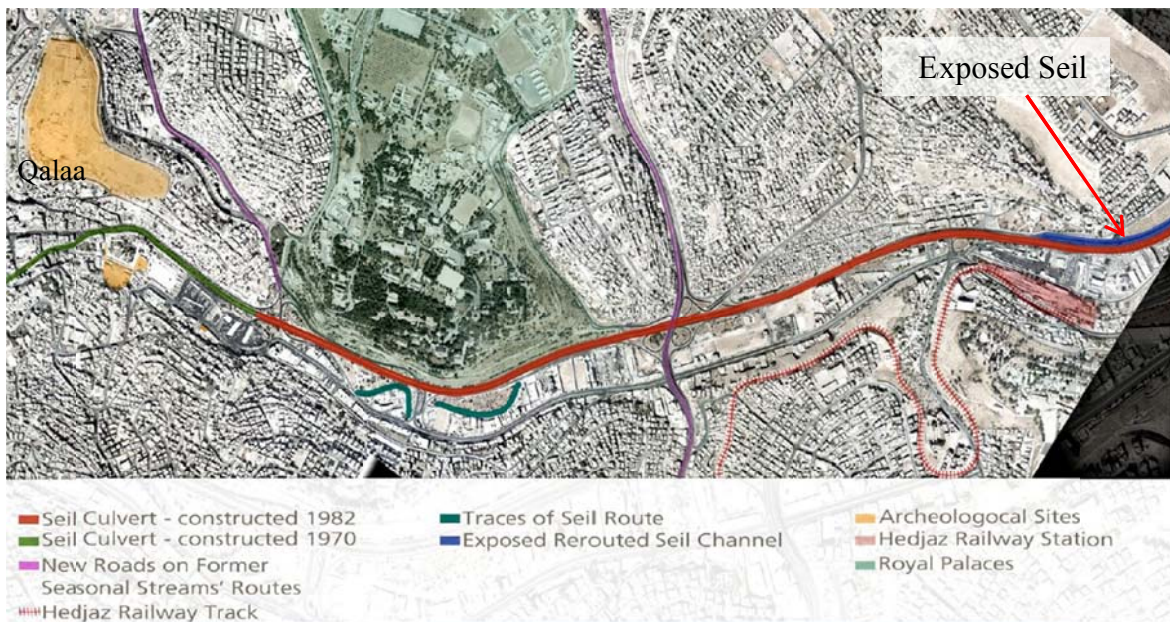 Exposed Seil
Qalaa
Seil Culvert - constructed 1982
Seil Culvert - constructed 1970
New Roads on Former
Seasonal Streams' Routes
Hedjaz Railway Track
Traces of Seil Route
Exposed Rerouted Seil Channel
Archeologocal Sites
Hedjaz Railway Station
Royal Palaces